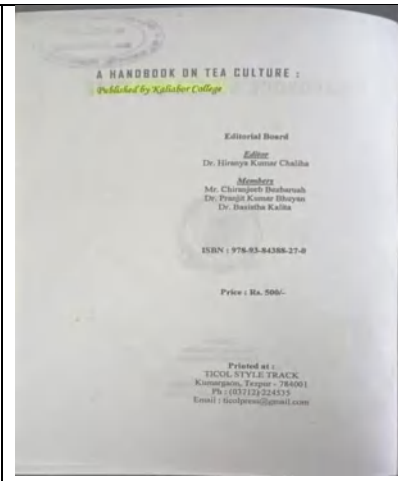 A HANDBOOK ON TEA CULTURE :
Published by Kaliabor College
Editorial Board
Editor
Dr. Hiranya Kumar Chaliha
Members
Mr. Chiranjeeb Bezbaruah
Dr. Pranjit Kumar Bhuyan
Dr. Basistha Kalita
ISBN : 978-93-84388-27-0
Price : Rs. 500/-
Printed at :
TICOL STYLE TRACK
Kumargaon, Tezpur - 784001
Ph : (03712) 224535
Email : ticolpress@gmail.com